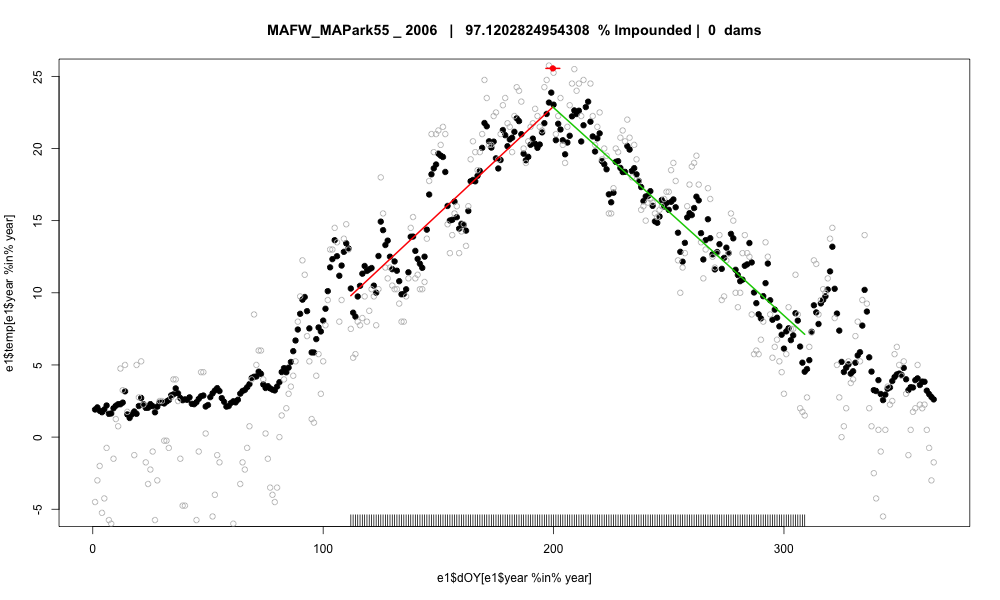 MAFW_MAPark55 _ 2006 | 97.1202824954308 % Impounded | 0 dams
25
20
15
10
5
0
-5
e1$temp[e1$year %in% year]
0 100 200 300
e1$dOY[e1$year %in% year]